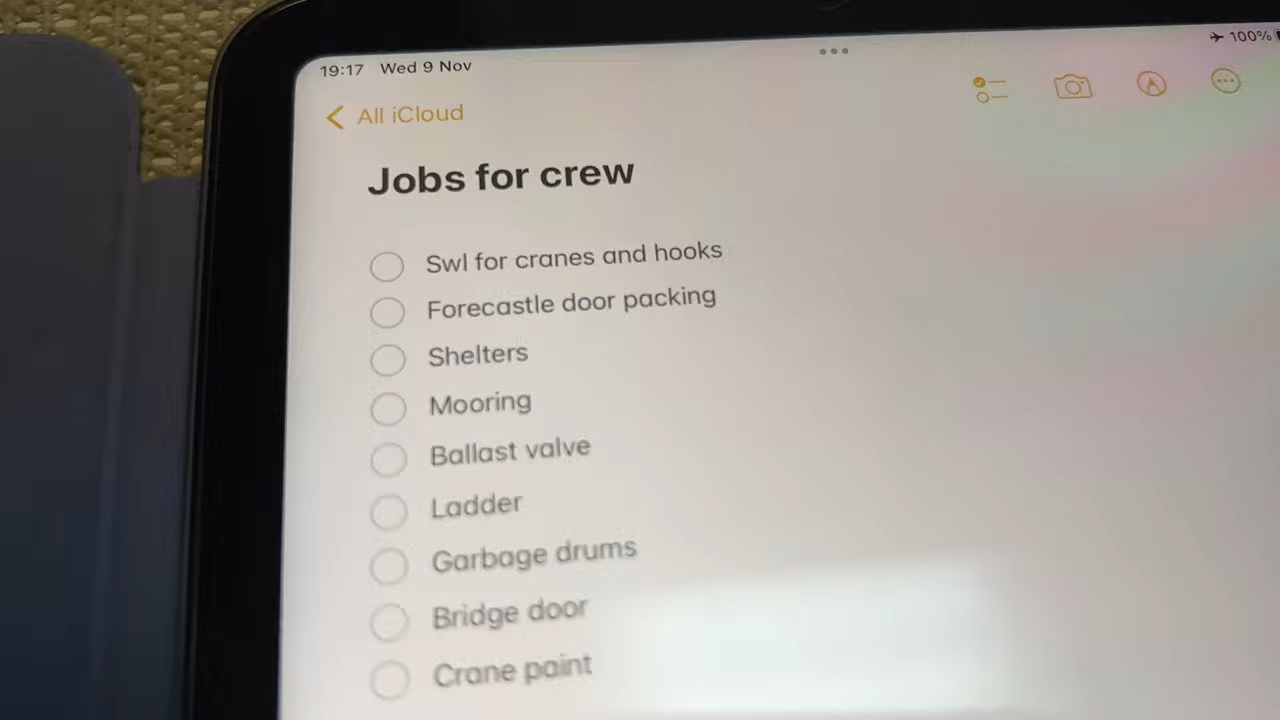 19:17 Wed 9 Nov
100%
All iCloud
Jobs for crew
Swl for cranes and hooks
Forecastle door packing
Shelters
Mooring
Ballast valve
Ladder
Garbage drums
Bridge door
Crane paint